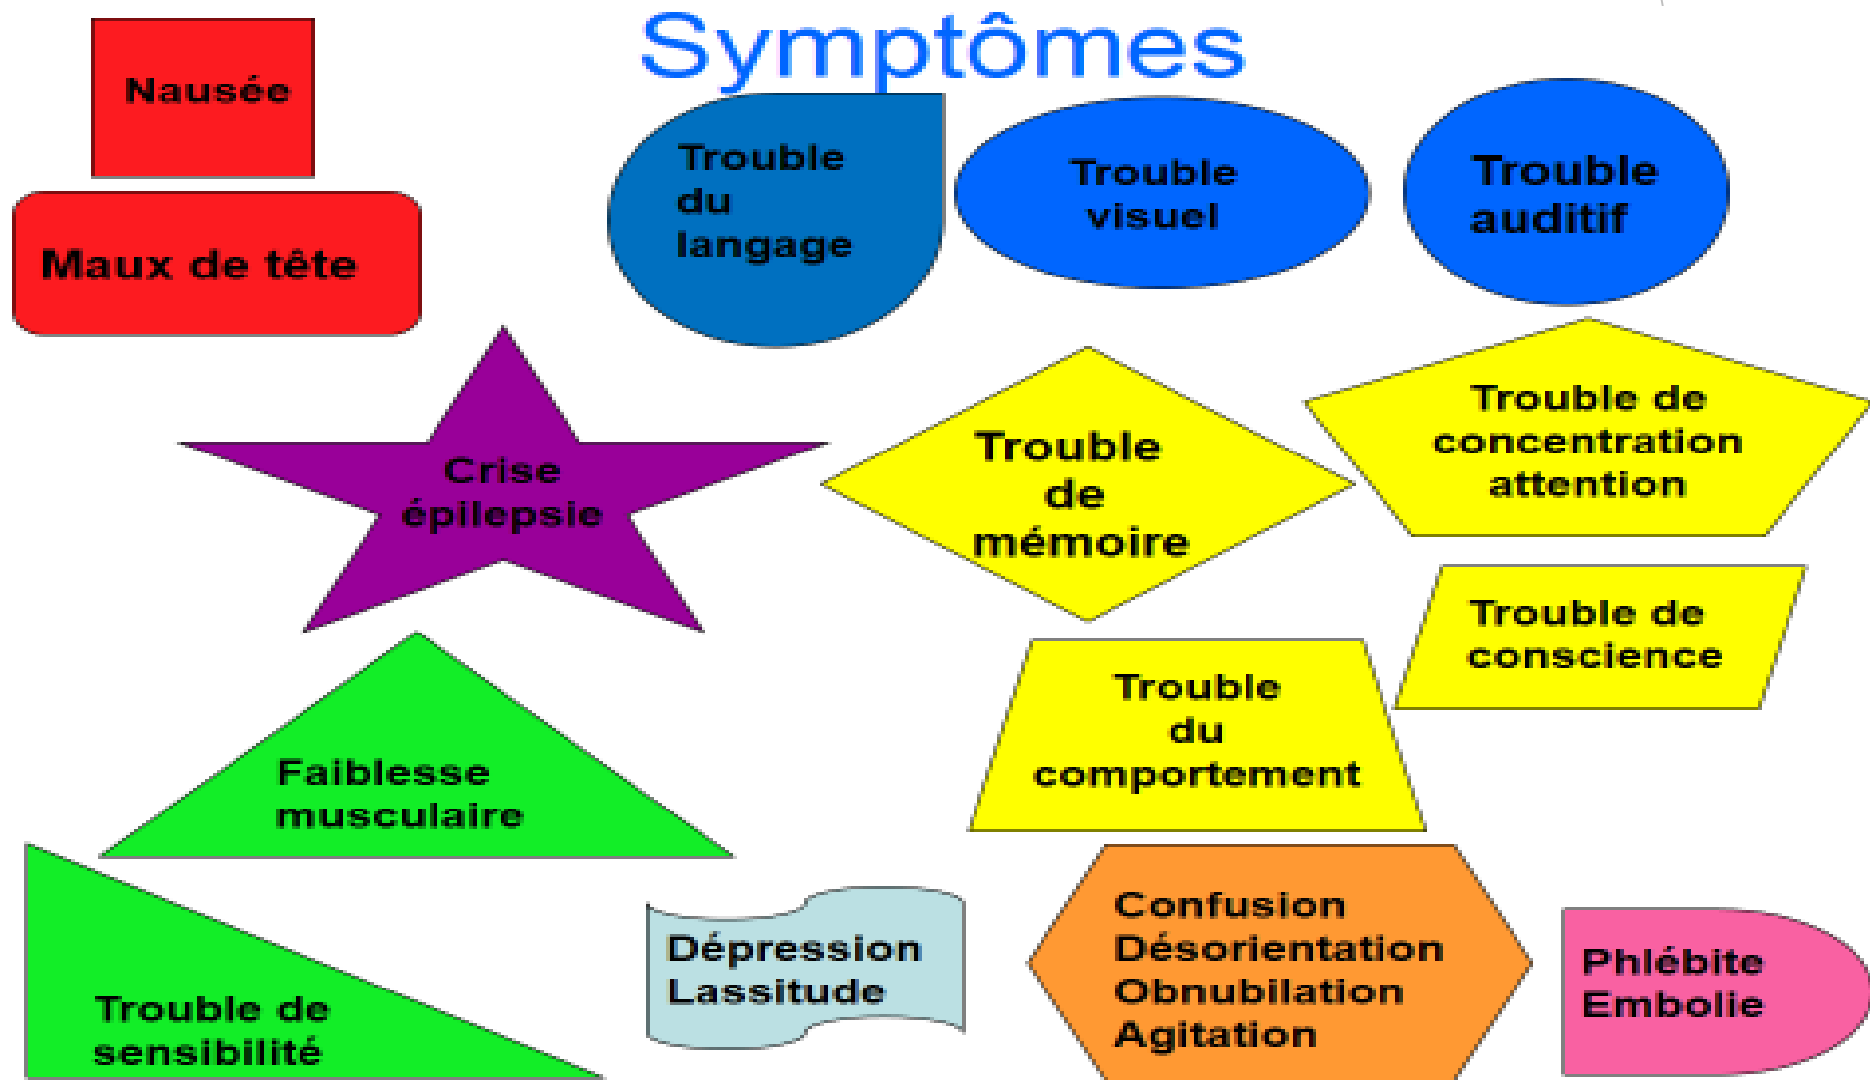 Symptômes
Nausée
Maux de tête
Trouble
du
langage
Trouble
visuel
Trouble
auditif
Crise
épilepsie
Trouble
de
mémoire
Trouble de
concentration
attention
Trouble de
conscience
Trouble
du
comportement
Faiblesse
musculaire
Trouble de
sensibilité
Dépression
Lassitude
Confusion
Désorientation
Obnubilation
Agitation
Phlébite
Embolie